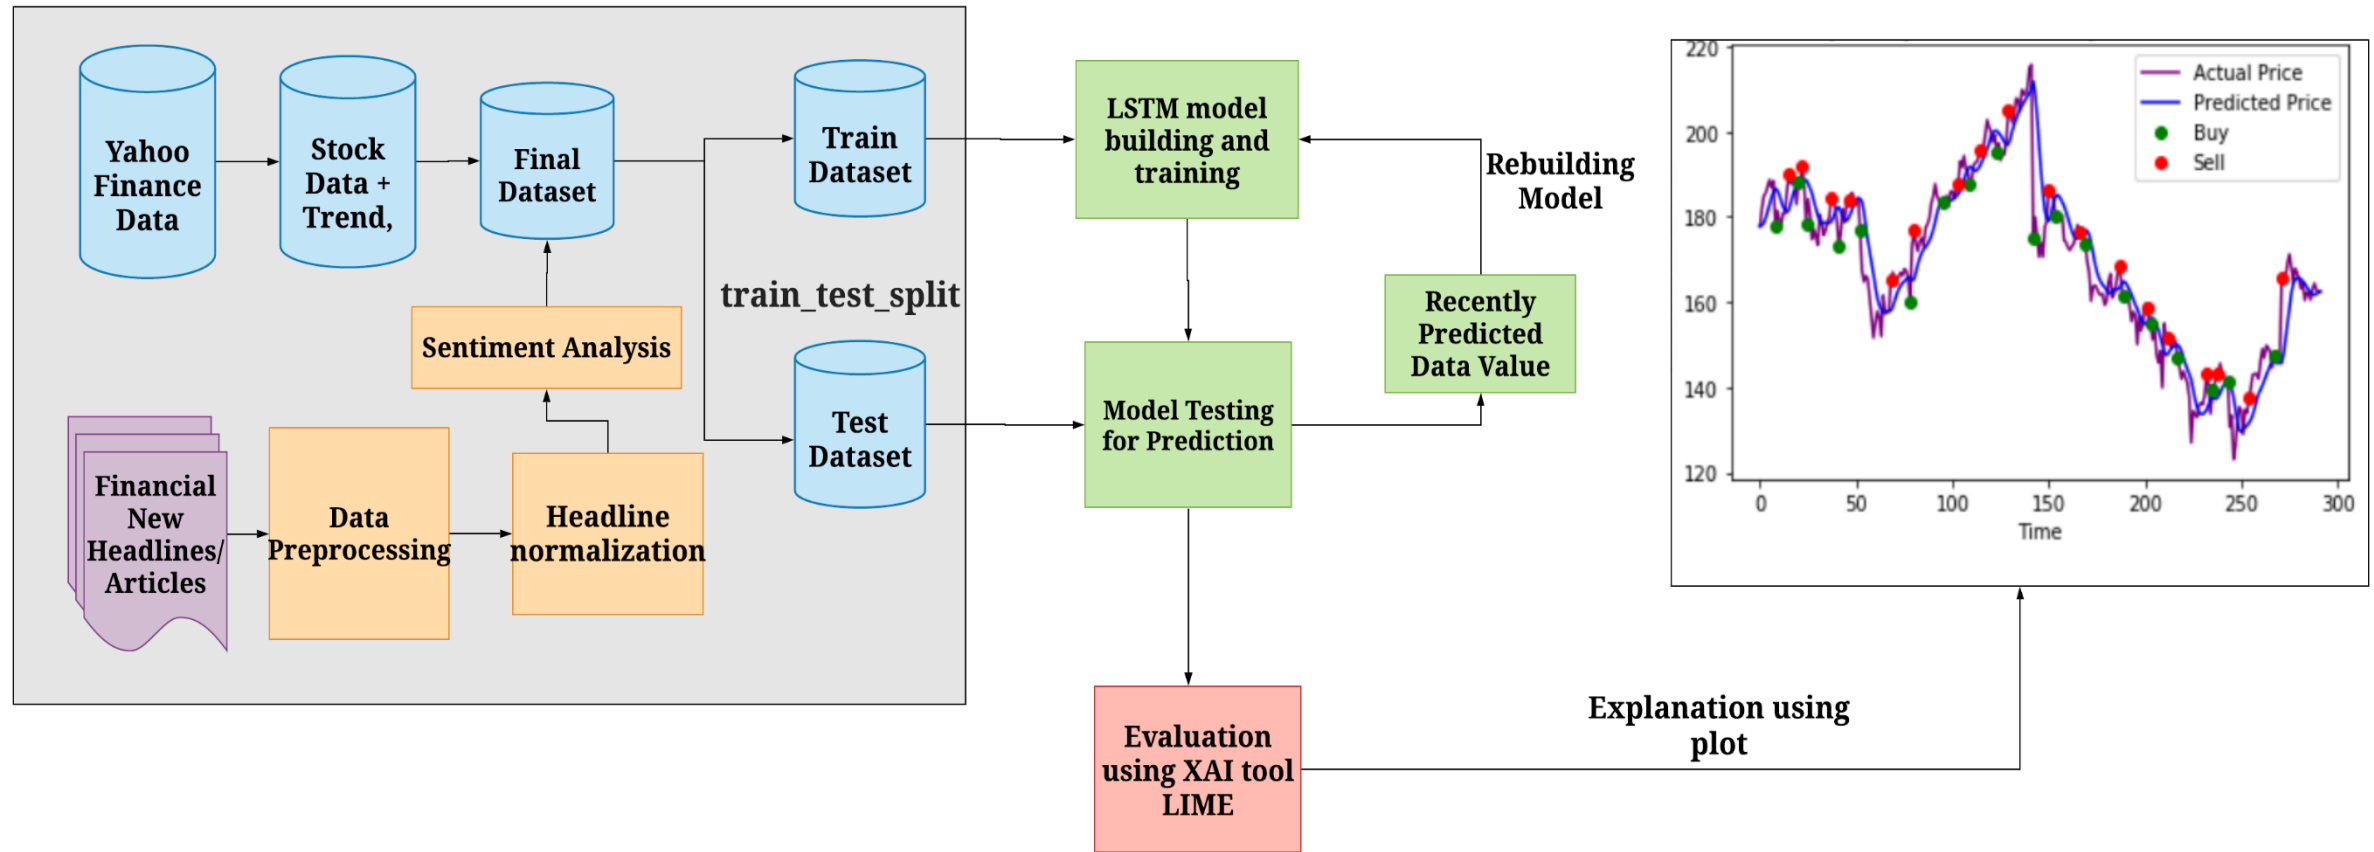 Yahoo
Finance
Data
Stock
Data +
Trend,
Final
Dataset
Train
Dataset
train_test_split
Test
Dataset
Sentiment Analysis
Financial
New
Headlines/
Articles
Data
Preprocessing
Headline
normalization
LSTM model
building and
training
Rebuilding
Model
Recently
Predicted
Data Value
Model Testing
for Prediction
Evaluation
using XAI tool
LIME
Explanation using
plot
220
200
180
160
140
120
0 50 100 150 200 250 300
Time
Actual Price
Predicted Price
Buy
Sell